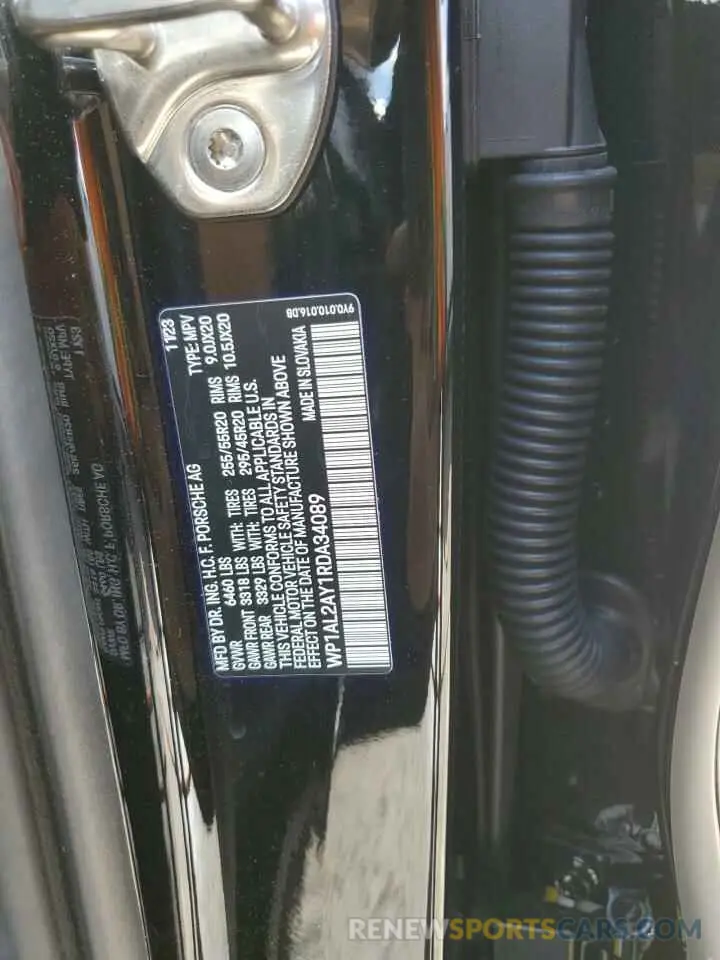 MFD BY DR. ING. H.C. F. PORSCHE AG 11/23
GVWR 6460 LBS TYPE: MPV
GAWR FRONT 3318 LBS WITH: TIRES 255/55R20 RIMS 9.0JX20
GAWR REAR 3329 LBS WITH: TIRES 295/45R20 RIMS 10.5JX20
THIS VEHICLE CONFORMS TO ALL APPLICABLE U.S.
FEDERAL MOTOR VEHICLE SAFETY STANDARDS IN
EFFECT ON THE DATE OF MANUFACTURE SHOWN ABOVE
WP1AL2AY1RDA34089 MADE IN SLOVAKIA
9Y0.010.016.DB
RENEWSPORTSCARS.COM